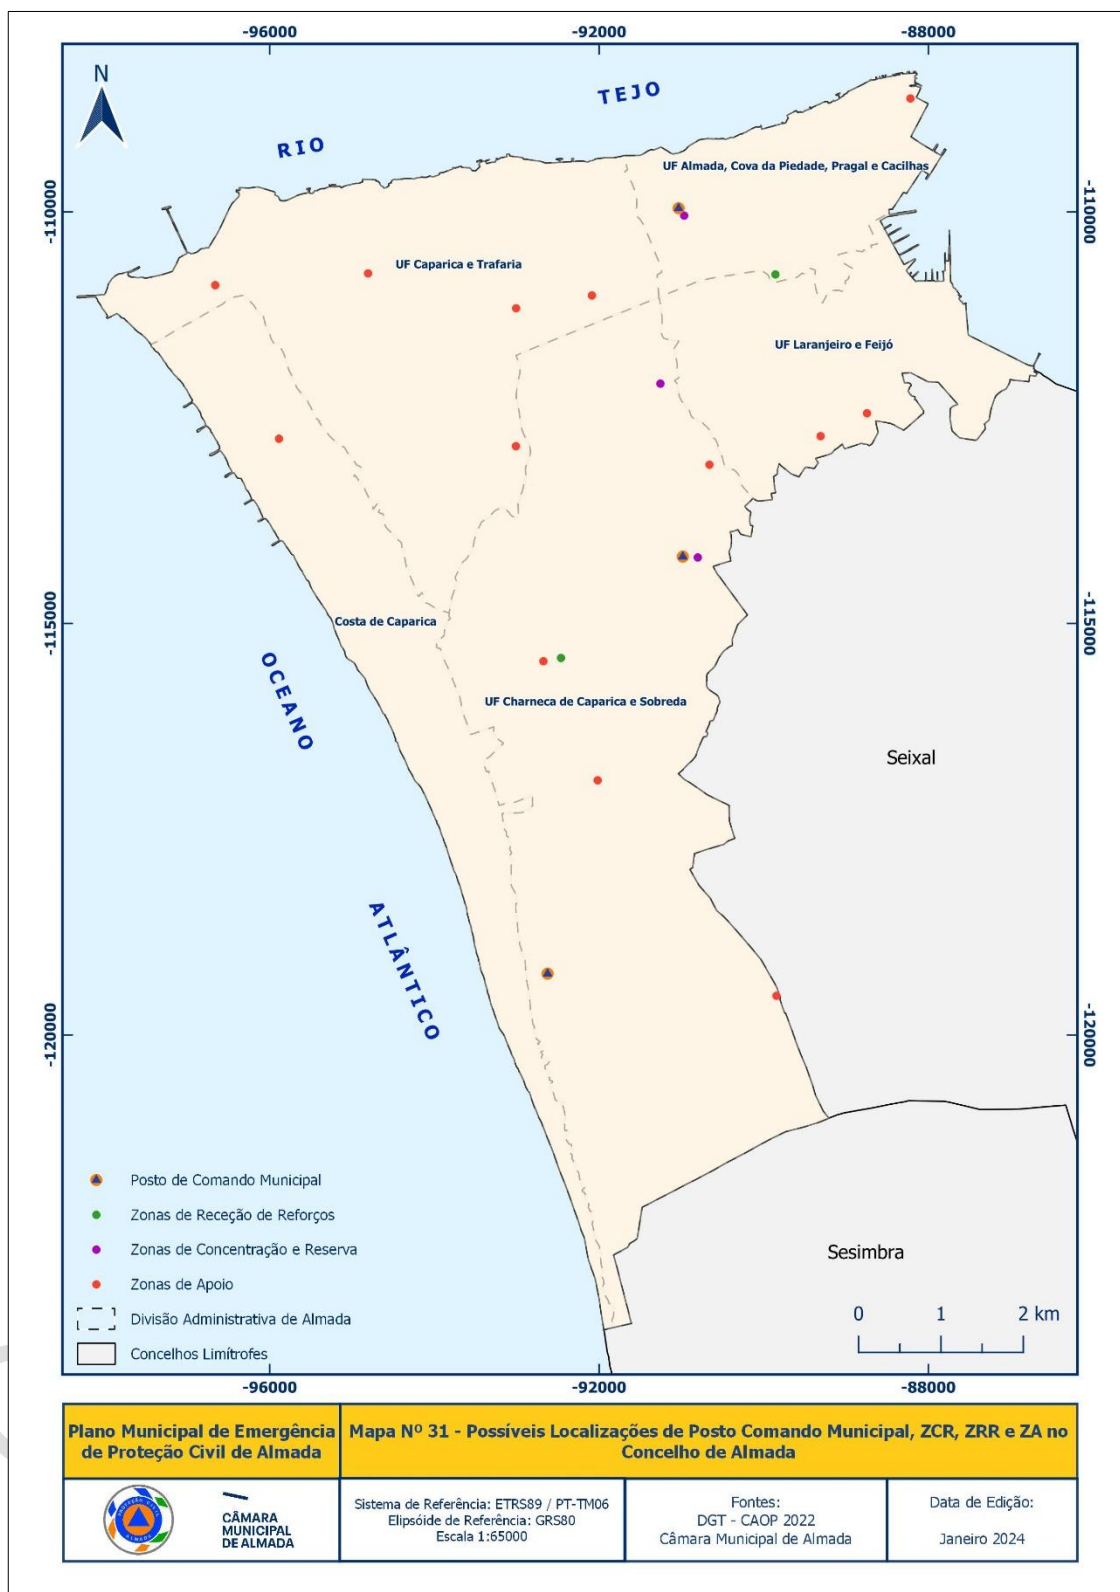 -96000
-92000
-88000
N
RIO
TEJO
UF Almada, Cova da Piedade, Pragal e Cacilhas
-110000
-110000
UF Caparica e Trafaria
UF Laranjeiro e Feijó
-115000
-115000
Costa de Caparica
OCEANO
UF Charneca de Caparica e Sobreda
Seixal
ATLÂNTICO
-120000
-120000
Posto de Comando Municipal
Zonas de Receção de Reforços
Zonas de Concentração e Reserva
Zonas de Apoio
Divisão Administrativa de Almada
Concelhos Limítrofes
Sesimbra
0 1 2 km
-96000
-92000
-88000
Plano Municipal de Emergência
de Proteção Civil de Almada
Mapa Nº 31 - Possíveis Localizações de Posto Comando Municipal, ZCR, ZRR e ZA no
Concelho de Almada
PROTEÇÃO CIVIL
ALMADA
CÂMARA
MUNICIPAL
DE ALMADA
Sistema de Referência: ETRS89 / PT-TM06
Elipsóide de Referência: GRS80
Escala 1:65000
Fontes:
DGT - CAOP 2022
Câmara Municipal de Almada
Data de Edição:
Janeiro 2024